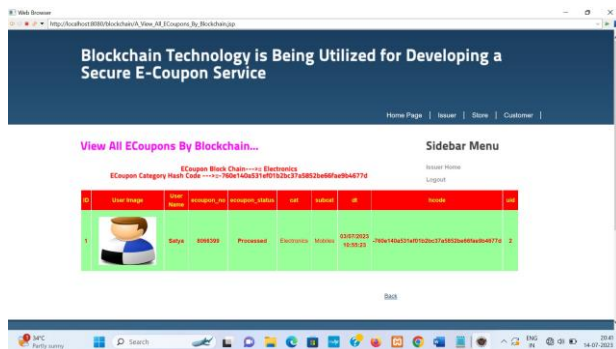 Web Browser
http://localhost:8080/blockchain/A_View_All_ECoupons_By_Blockchain.jsp
Blockchain Technology is Being Utilized for Developing a
Secure E-Coupon Service
Home Page | Issuer | Store | Customer |
View All ECoupons By Blockchain...
Sidebar Menu
Issuer Home
Logout
ECoupon Block Chain--->:: Electronics
ECoupon Category Hash Code --->::-760e140a531ef01b2bc37a5852be66fae9b4677d
ID User Image User Name ecoupon_no ecoupon_status cat subcat dt hcode uid
1 Satya Processed Electronics Mobiles 03/07/2023 10:55:23 -760e140a531ef01b2bc37a5852be66fae9b4677d 2
Back
34°C
Partly sunny
Search
ENG
IN
20:41
14-07-2023